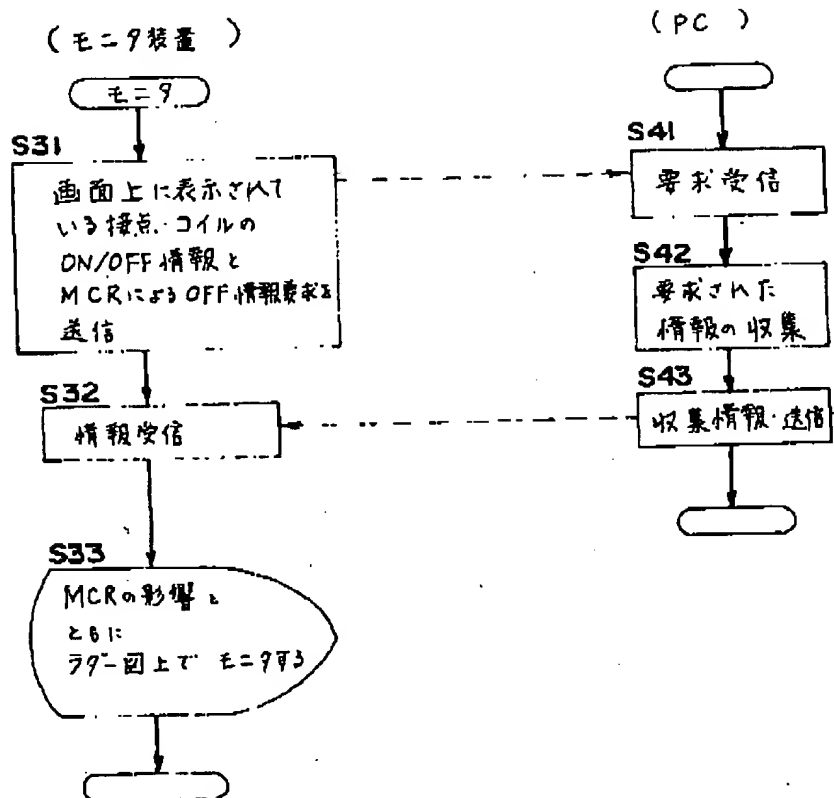 （モニタ装置）
モニタ
S31
画面上に表示されて
いる接点・コイルの
ON/OFF情報と
MCRによるOFF情報要求を
送信
S32
情報受信
S33
MCRの影響と
ともに
ラダー図上で モニタする
（PC）
S41
要求受信
S42
要求された
情報の収集
S43
収集情報・送信